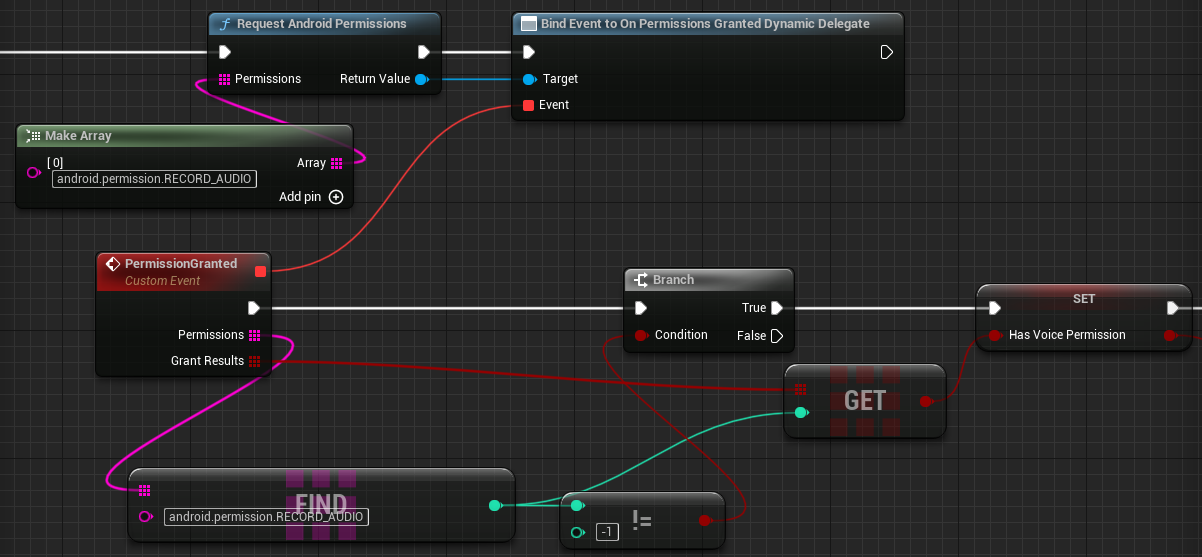 Request Android Permissions
Permissions Return Value
Bind Event to On Permissions Granted Dynamic Delegate
Target
Event
Make Array
[ 0]
android.permission.RECORD_AUDIO
Array
Add pin
PermissionGranted
Custom Event
Permissions
Grant Results
Branch
True
Condition False
SET
Has Voice Permission
GET
FIND
android.permission.RECORD_AUDIO
-1 !=